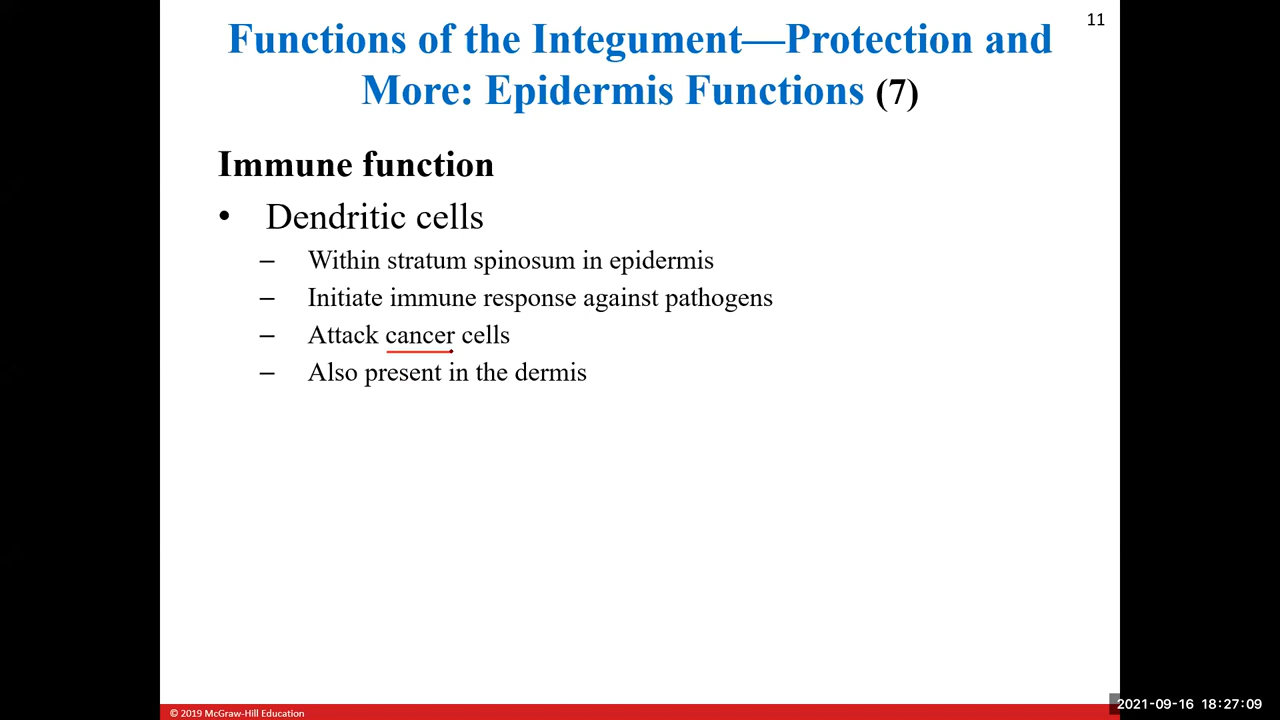 11
Functions of the Integument—Protection and
More: Epidermis Functions (7)
Immune function
• Dendritic cells
– Within stratum spinosum in epidermis
– Initiate immune response against pathogens
– Attack cancer cells
– Also present in the dermis
© 2019 McGraw-Hill Education
2021-09-16 18:27:09